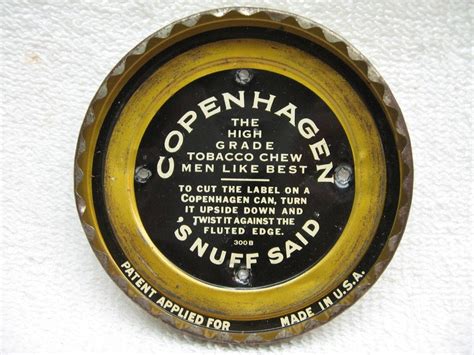 COPENHAGEN
THE
HIGH
GRADE
TOBACCO CHEW
MEN LIKE BEST
TO CUT THE LABEL ON A
COPENHAGEN CAN, TURN
IT UPSIDE DOWN AND
TWIST IT AGAINST THE
FLUTED EDGE.
300B
'SNUFF SAID
PATENT APPLIED FOR
MADE IN U.S.A.